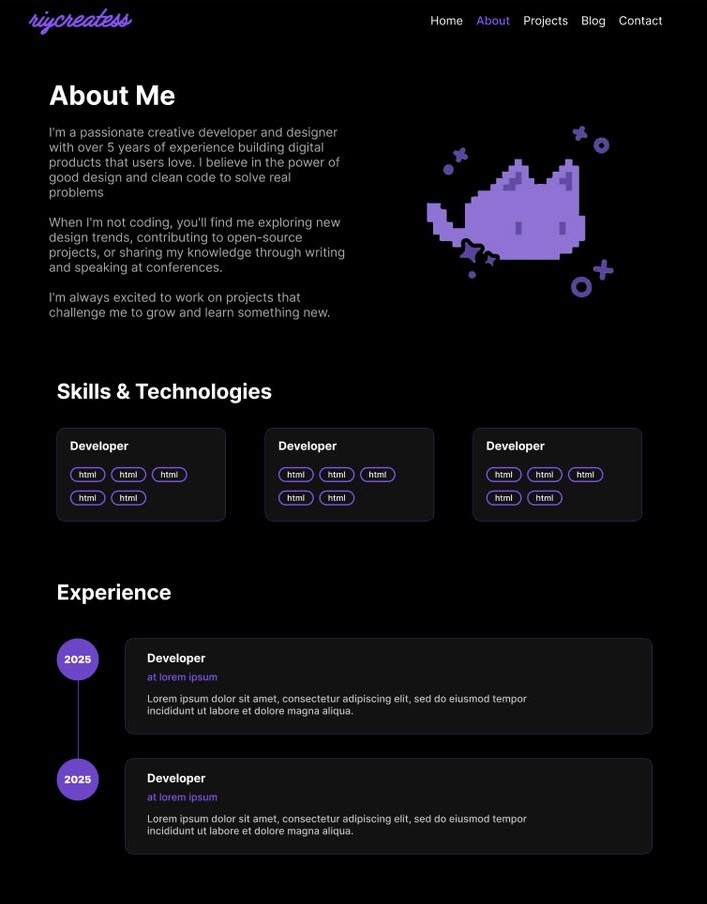 riycreatess
Home About Projects Blog Contact
About Me
I'm a passionate creative developer and designer
with over 5 years of experience building digital
products that users love. I believe in the power of
good design and clean code to solve real
problems
When I'm not coding, you'll find me exploring new
design trends, contributing to open-source
projects, or sharing my knowledge through writing
and speaking at conferences.
I'm always excited to work on projects that
challenge me to grow and learn something new.
Skills & Technologies
Developer
html html html
html html
Developer
html html html
html html
Developer
html html html
html html
Experience
2025
Developer
at lorem ipsum
Lorem ipsum dolor sit amet, consectetur adipiscing elit, sed do eiusmod tempor
incididunt ut labore et dolore magna aliqua.
2025
Developer
at lorem ipsum
Lorem ipsum dolor sit amet, consectetur adipiscing elit, sed do eiusmod tempor
incididunt ut labore et dolore magna aliqua.